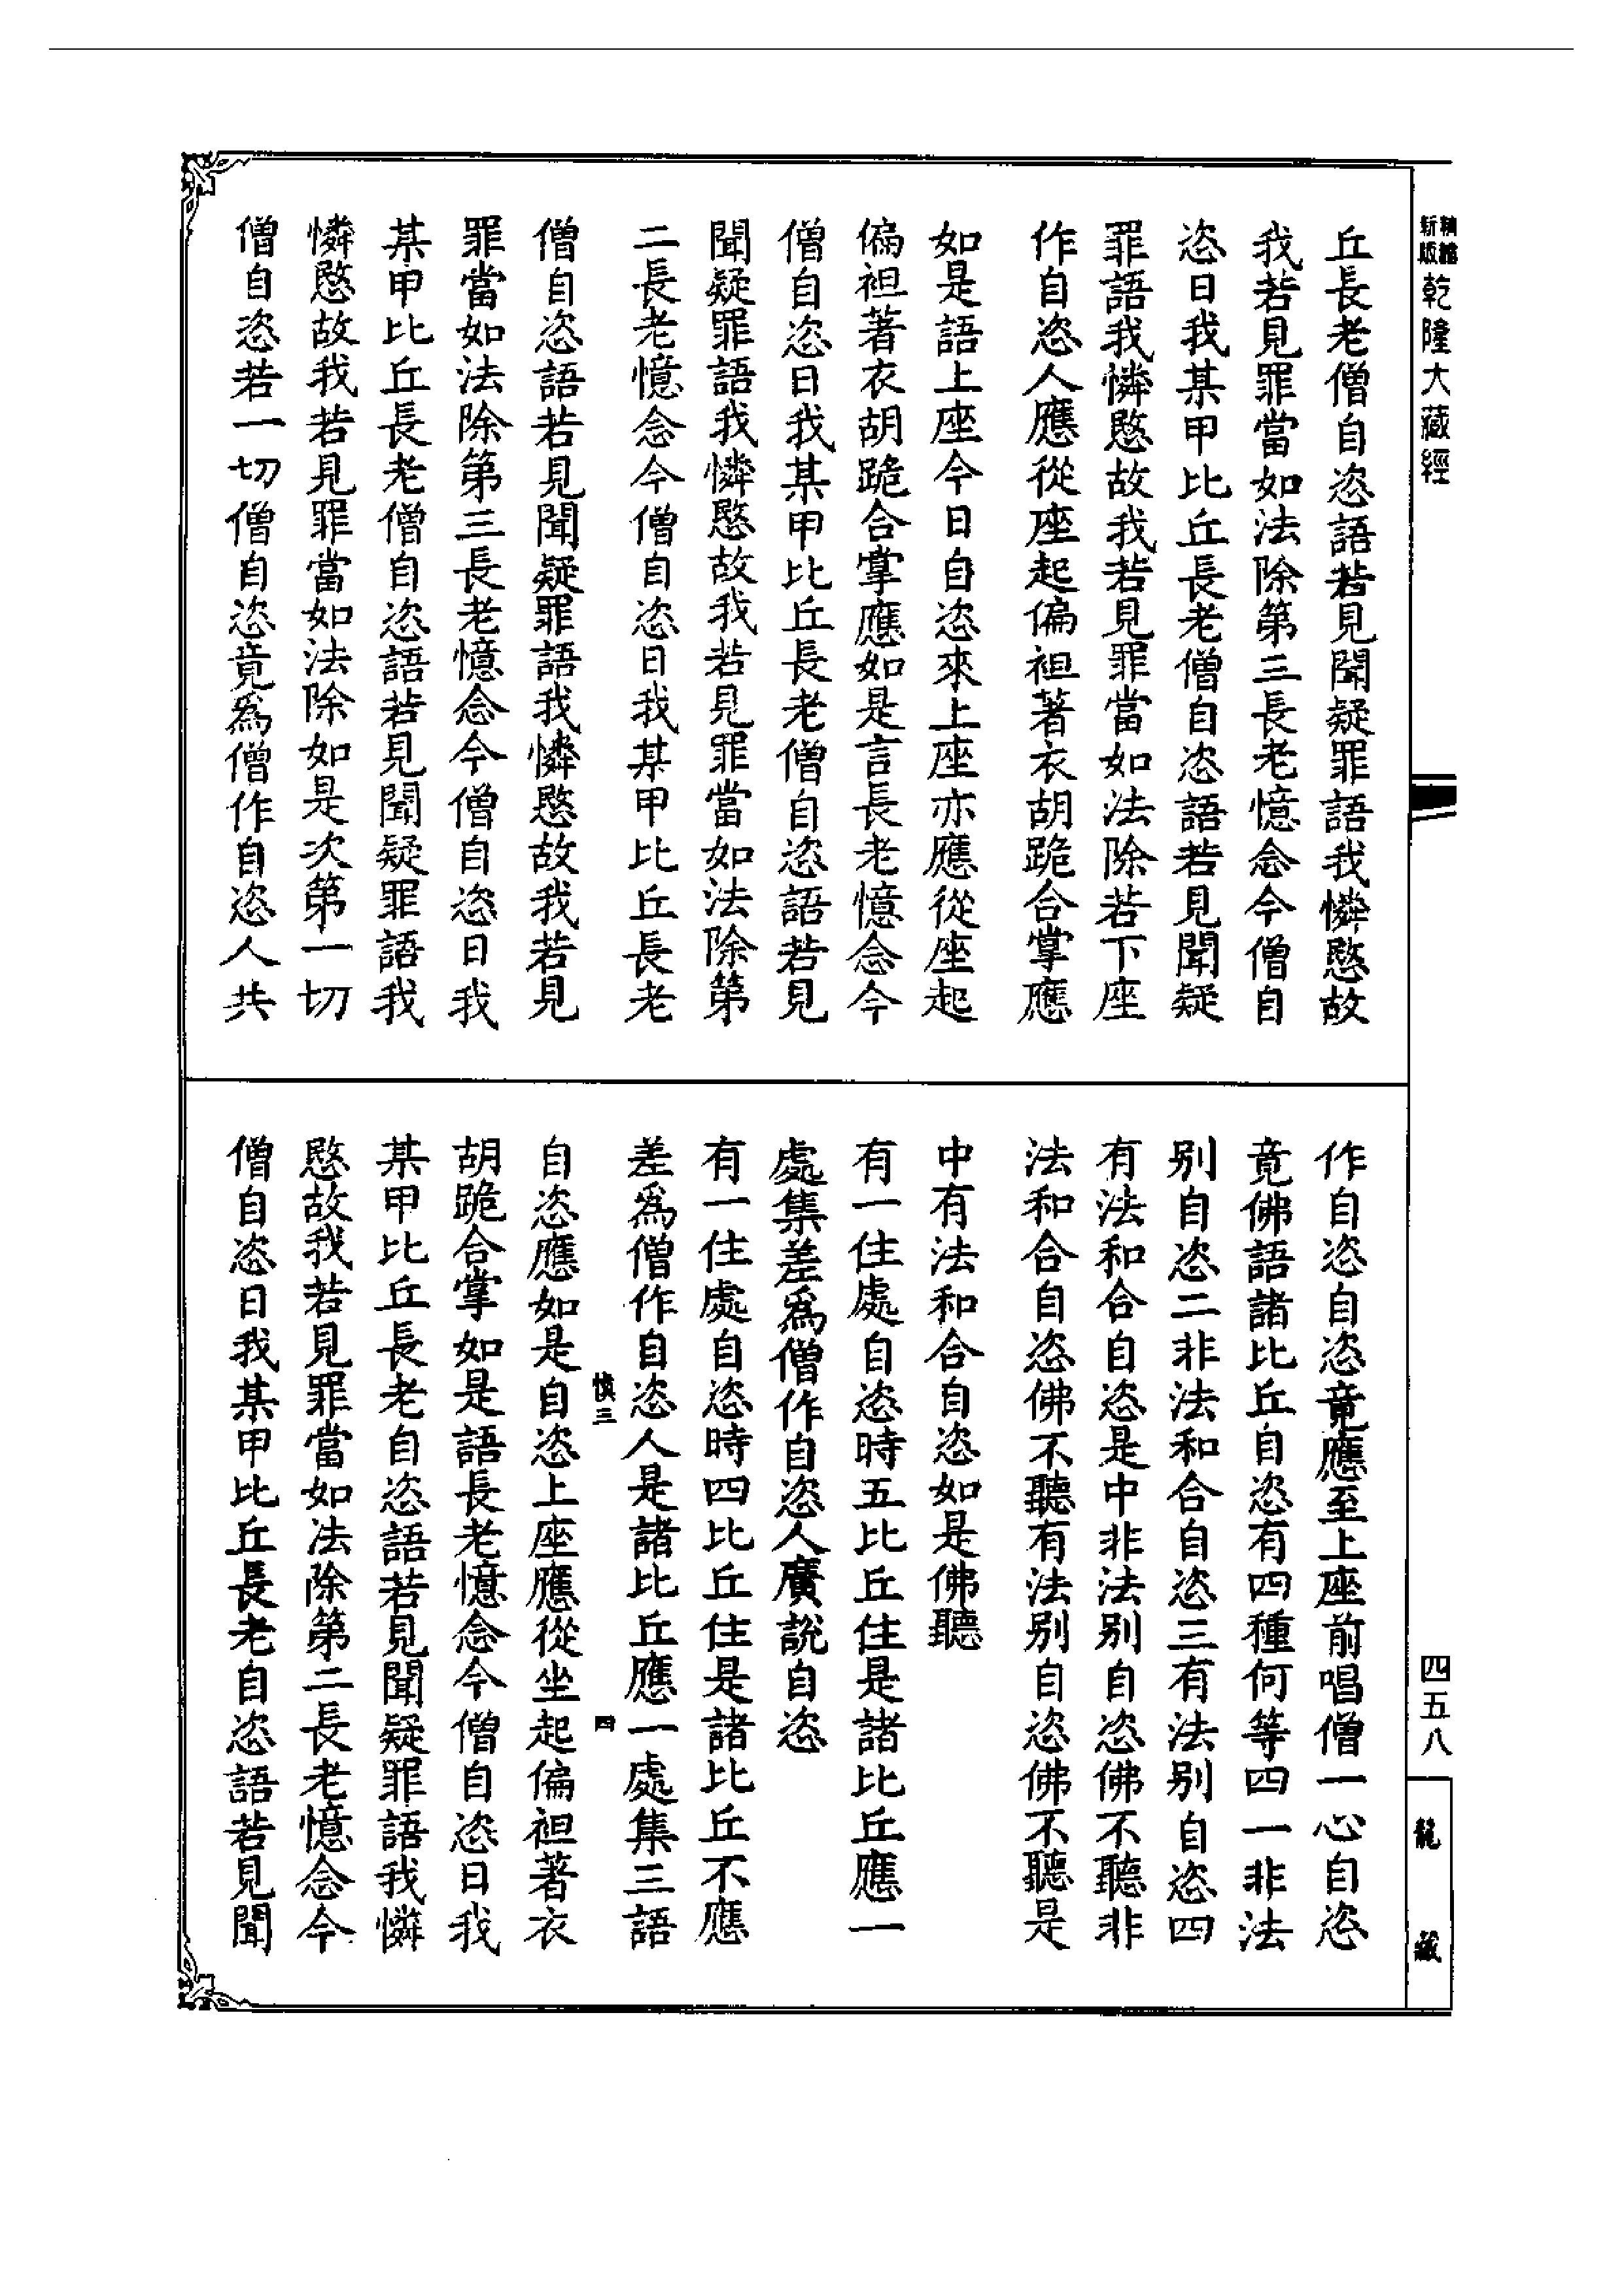 新版精縮乾隆大藏經
四五八
龍藏
丘長老僧自恣語若見聞疑罪語我憐愍故
我若見罪當如法除第三長老憶念今僧自
恣日我某甲比丘長老僧自恣語若見聞疑
罪語我憐愍故我若見罪當如法除若下座
作自恣人應從座起偏袒著衣胡跪合掌應
如是語上座今日自恣來上座亦應從座起
偏袒著衣胡跪合掌應如是言長老憶念今
僧自恣日我某甲比丘長老僧自恣語若見
聞疑罪語我憐愍故我若見罪當如法除第
二長老憶念今僧自恣日我某甲比丘長老
僧自恣語若見聞疑罪語我憐愍故我若見
罪當如法除第三長老憶念今僧自恣日我
某甲比丘長老僧自恣語若見聞疑罪語我
憐愍故我若見罪當如法除如是次第一切
僧自恣若一切僧自恣竟為僧作自恣人共
作自恣自恣竟應至上座前唱僧一心自恣
竟佛語諸比丘自恣有四種何等四一非法
別自恣二非法和合自恣三有法別自恣四
有法和合自恣是中非法別自恣佛不聽非
法和合自恣佛不聽有法別自恣佛不聽是
中有法和合自恣如是佛聽
有一住處自恣時五比丘住是諸比丘應一
處集差為僧作自恣人廣說自恣
有一住處自恣時四比丘住是諸比丘不應
差為僧作自恣人是諸比丘應一處集三語
慎三
四
自恣應如是自恣上座應從坐起偏袒著衣
胡跪合掌如是語長老憶念今僧自恣日我
某甲比丘長老自恣語若見聞疑罪語我憐
愍故我若見罪當如法除第二長老憶念今
僧自恣日我某甲比丘長老自恣語若見聞